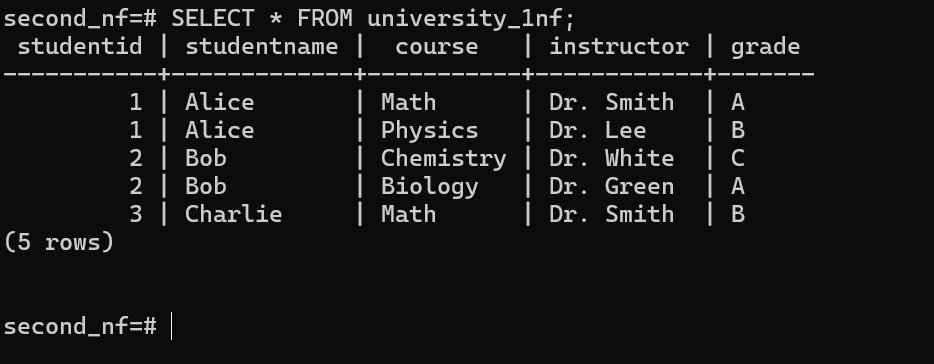 second_nf=# SELECT * FROM university_1nf;
 studentid | studentname |  course   | instructor | grade
-----------+-------------+-----------+------------+-------
         1 | Alice       | Math      | Dr. Smith  | A
         1 | Alice       | Physics   | Dr. Lee    | B
         2 | Bob         | Chemistry | Dr. White  | C
         2 | Bob         | Biology   | Dr. Green  | A
         3 | Charlie     | Math      | Dr. Smith  | B
(5 rows)
second_nf=#